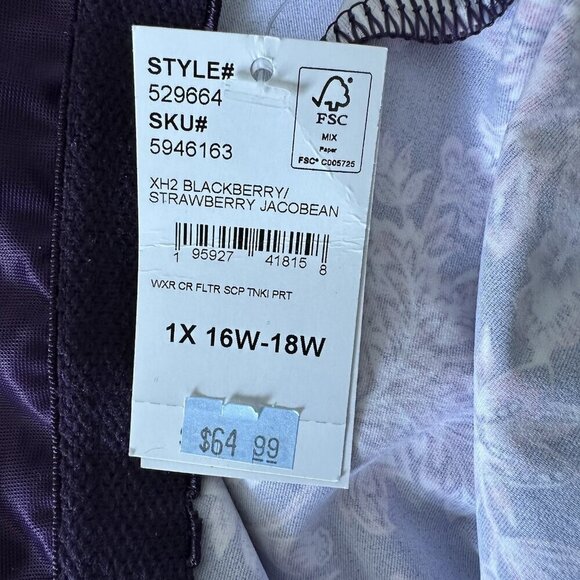 STYLE#
529664
SKU#
5946163
FSC
MIX
Paper
FSC® C005725
XH2 BLACKBERRY/
STRAWBERRY JACOBEAN
1 95927 41815 8
WXR CR FLTR SCP TNKI PRT
1X 16W-18W
$64 99